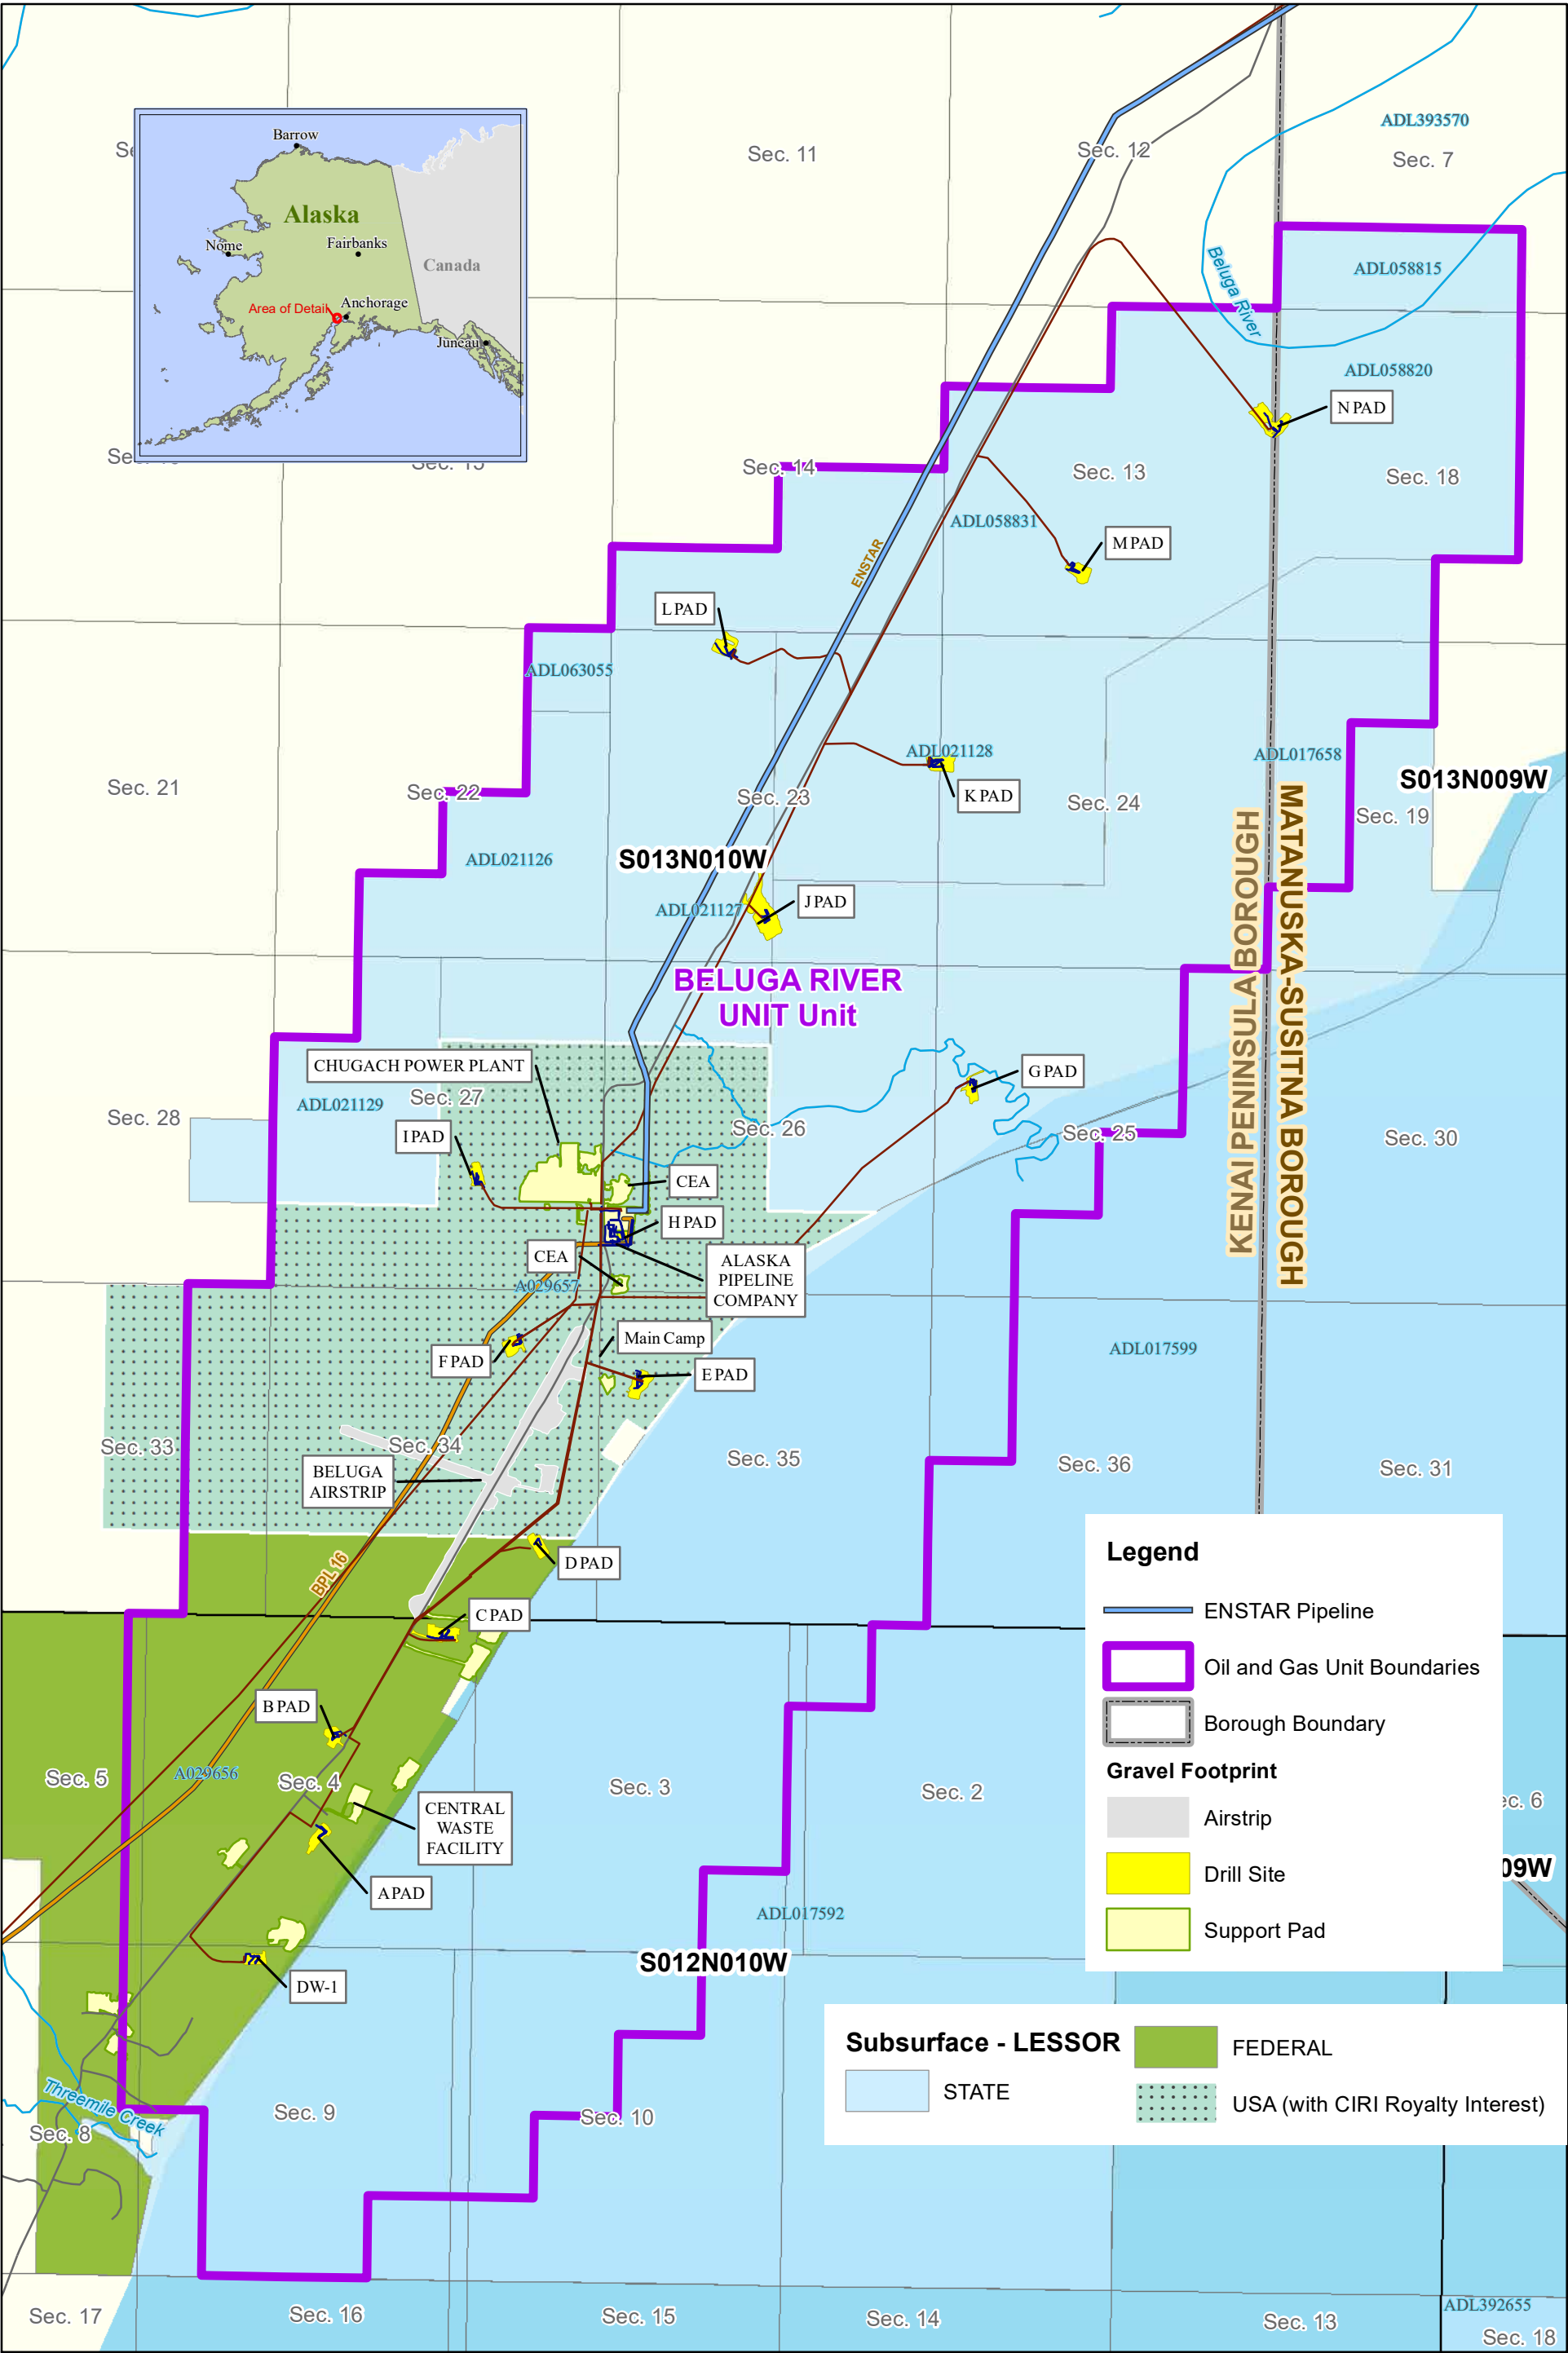 Barrow
Alaska
Nome
Fairbanks
Canada
Area of Detail
Anchorage
Juneau
Sec. 11
Sec. 12
ADL393570
Sec. 7
ADL058815
Beluga River
ADL058820
N PAD
Sec. 14
Sec. 13
Sec. 18
ADL058831
M PAD
ENSTAR
L PAD
ADL063055
Sec. 21
Sec. 22
Sec. 23
ADL021128
K PAD
Sec. 24
ADL017658
S013N009W
Sec. 19
ADL021126
S013N010W
ADL021127
J PAD
KENAI PENINSULA BOROUGH
MATANUSKA-SUSITNA BOROUGH
BELUGA RIVER
UNIT Unit
CHUGACH POWER PLANT
G PAD
Sec. 28
ADL021129
Sec. 27
I PAD
Sec. 26
Sec. 25
Sec. 30
CEA
H PAD
CEA
ALASKA
PIPELINE
COMPANY
A029657
Main Camp
F PAD
E PAD
ADL017599
Sec. 33
Sec. 34
BELUGA
AIRSTRIP
Sec. 35
Sec. 36
Sec. 31
BPL 16
D PAD
C PAD
B PAD
Sec. 5
A029656
Sec. 4
Sec. 3
Sec. 2
CENTRAL
WASTE
FACILITY
A PAD
ADL017592
S012N010W
DW-1
Threemile Creek
Sec. 8
Sec. 9
Sec. 10
Sec. 17
Sec. 16
Sec. 15
Sec. 14
Sec. 13
ADL392655
Sec. 18
ec. 6
09W
Legend
ENSTAR Pipeline
Oil and Gas Unit Boundaries
Borough Boundary
Gravel Footprint
Airstrip
Drill Site
Support Pad
Subsurface - LESSOR
STATE
FEDERAL
USA (with CIRI Royalty Interest)